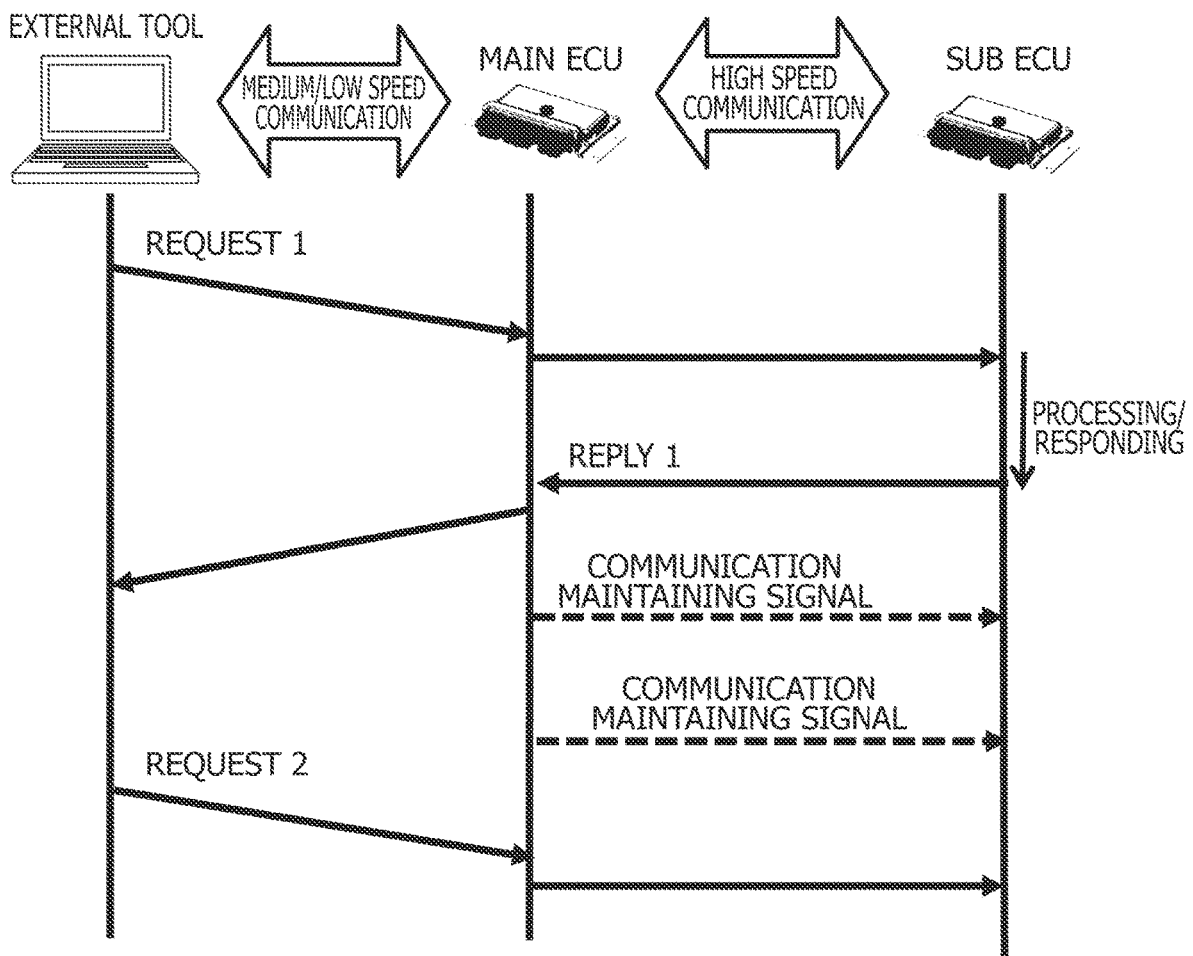 EXTERNAL TOOL
MEDIUM/LOW SPEED
COMMUNICATION
MAIN ECU
HIGH SPEED
COMMUNICATION
SUB ECU
REQUEST 1
PROCESSING/
RESPONDING
REPLY 1
COMMUNICATION
MAINTAINING SIGNAL
COMMUNICATION
MAINTAINING SIGNAL
REQUEST 2